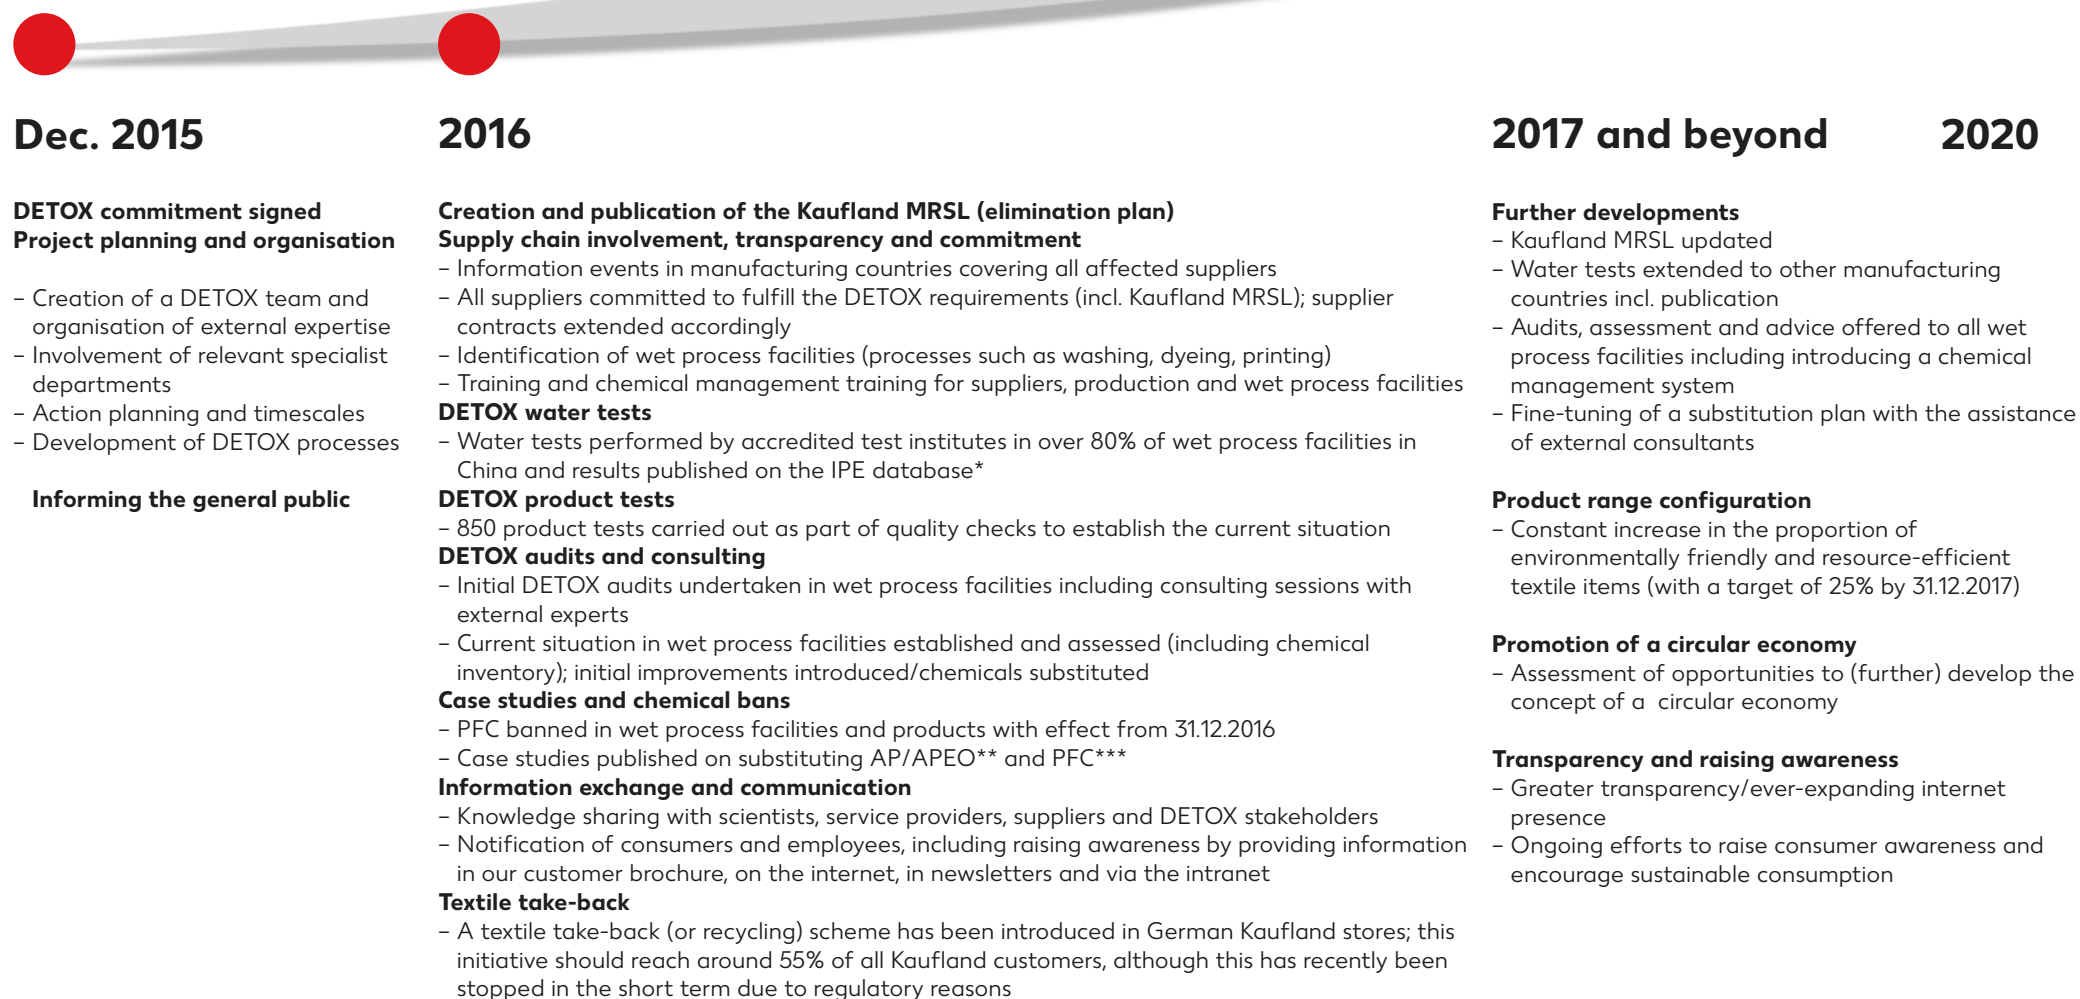 Dec. 2015
DETOX commitment signed
Project planning and organisation
– Creation of a DETOX team and
organisation of external expertise
– Involvement of relevant specialist
departments
– Action planning and timescales
– Development of DETOX processes
Informing the general public
2016
Creation and publication of the Kaufland MRSL (elimination plan)
Supply chain involvement, transparency and commitment
– Information events in manufacturing countries covering all affected suppliers
– All suppliers committed to fulfill the DETOX requirements (incl. Kaufland MRSL); supplier
contracts extended accordingly
– Identification of wet process facilities (processes such as washing, dyeing, printing)
– Training and chemical management training for suppliers, production and wet process facilities
DETOX water tests
– Water tests performed by accredited test institutes in over 80% of wet process facilities in
China and results published on the IPE database*
DETOX product tests
– 850 product tests carried out as part of quality checks to establish the current situation
DETOX audits and consulting
– Initial DETOX audits undertaken in wet process facilities including consulting sessions with
external experts
– Current situation in wet process facilities established and assessed (including chemical
inventory); initial improvements introduced/chemicals substituted
Case studies and chemical bans
– PFC banned in wet process facilities and products with effect from 31.12.2016
– Case studies published on substituting AP/APEO** and PFC***
Information exchange and communication
– Knowledge sharing with scientists, service providers, suppliers and DETOX stakeholders
– Notification of consumers and employees, including raising awareness by providing information
in our customer brochure, on the internet, in newsletters and via the intranet
Textile take-back
– A textile take-back (or recycling) scheme has been introduced in German Kaufland stores; this
initiative should reach around 55% of all Kaufland customers, although this has recently been
stopped in the short term due to regulatory reasons
2017 and beyond
2020
Further developments
– Kaufland MRSL updated
– Water tests extended to other manufacturing
countries incl. publication
– Audits, assessment and advice offered to all wet
process facilities including introducing a chemical
management system
– Fine-tuning of a substitution plan with the assistance
of external consultants
Product range configuration
– Constant increase in the proportion of
environmentally friendly and resource-efficient
textile items (with a target of 25% by 31.12.2017)
Promotion of a circular economy
– Assessment of opportunities to (further) develop the
concept of a circular economy
Transparency and raising awareness
– Greater transparency/ever-expanding internet
presence
– Ongoing efforts to raise consumer awareness and
encourage sustainable consumption